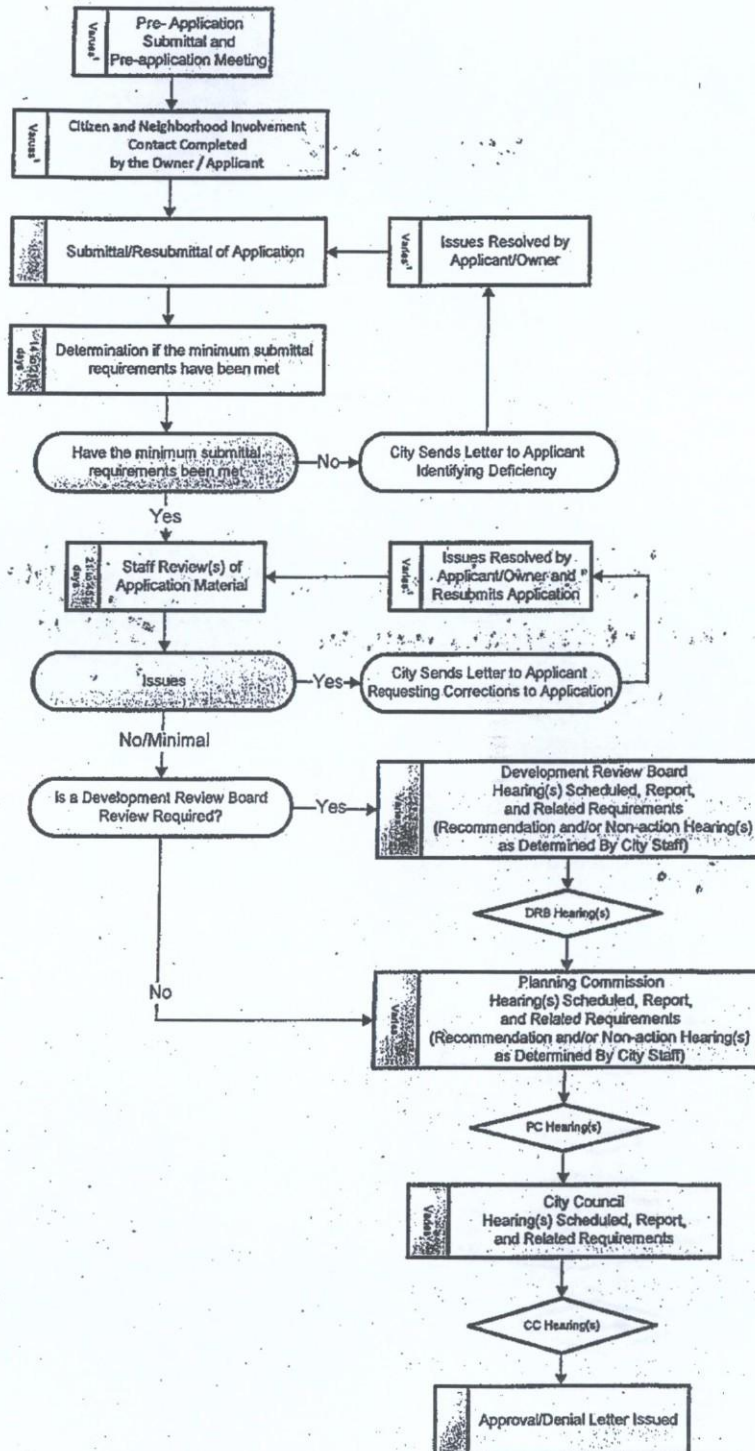 Pre- Application
Submittal and
Pre-application Meeting
Varies¹
Citizen and Neighborhood Involvement
Contact Completed
by the Owner / Applicant
Varies¹
Submittal/Resubmittal of Application
Issues Resolved by
Applicant/Owner
Varies¹
Determination if the minimum submittal
requirements have been met
days
Have the minimum submittal
requirements been met
No
City Sends Letter to Applicant
Identifying Deficiency
Yes
Staff Review(s) of
Application Material
days
Issues Resolved by
Applicant/Owner and
Resubmits Application
Varies¹
Issues
Yes
City Sends Letter to Applicant
Requesting Corrections to Application
No/Minimal
Is a Development Review Board
Review Required?
Yes
Development Review Board
Hearing(s) Scheduled, Report,
and Related Requirements
(Recommendation and/or Non-action Hearing(s)
as Determined By City Staff)
DRB Hearing(s)
No
Planning Commission
Hearing(s) Scheduled, Report,
and Related Requirements
(Recommendation and/or Non-action Hearing(s)
as Determined By City Staff)
PC Hearing(s)
City Council
Hearing(s) Scheduled, Report,
and Related Requirements
CC Hearing(s)
Approval/Denial Letter Issued